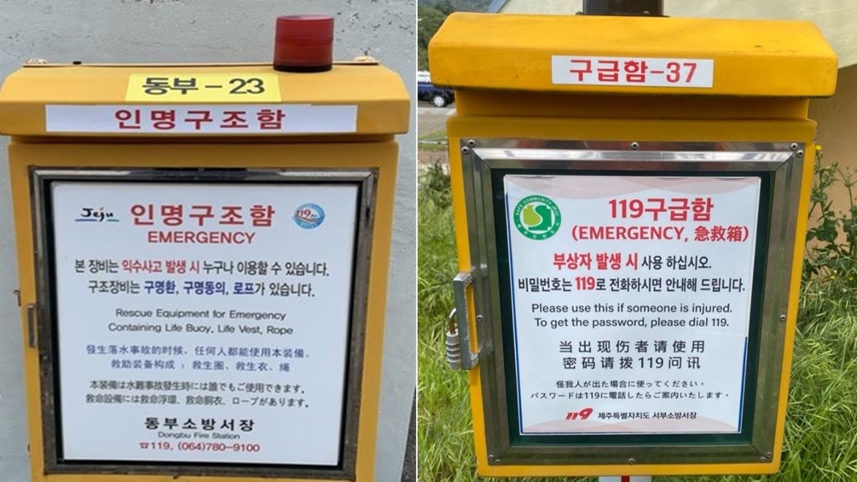 동부-23
인명구조함
Jeju 인명구조함 119
EMERGENCY
본 장비는 익수사고 발생 시 누구나 이용할 수 있습니다.
구조장비는 구명환, 구명동의, 로프가 있습니다.
Rescue Equipment for Emergency
Containing Life Buoy, Life Vest, Rope
發生落水事故的时候, 任何人都能使用本装備,
救助装备构成 : 救生圈、救生衣、绳
本装備は水難事故發生時には誰でもご使用できます。
救命設備には救命浮環、救命胴衣、ロープがあります。
동부소방서장
Dongbu Fire Station
☎119, (064)780-9100
구급함-37
119구급함
(EMERGENCY, 急救箱)
부상자 발생 시 사용 하십시오.
비밀번호는 119로 전화하시면 안내해 드립니다.
Please use this if someone is injured.
To get the password, please dial 119.
当出现伤者请使用
密码请拨119问讯
怪我人が出た場合に使ってください。
パスワードは119に電話したらご案内いたします。
119 제주특별자치도 서부소방서장